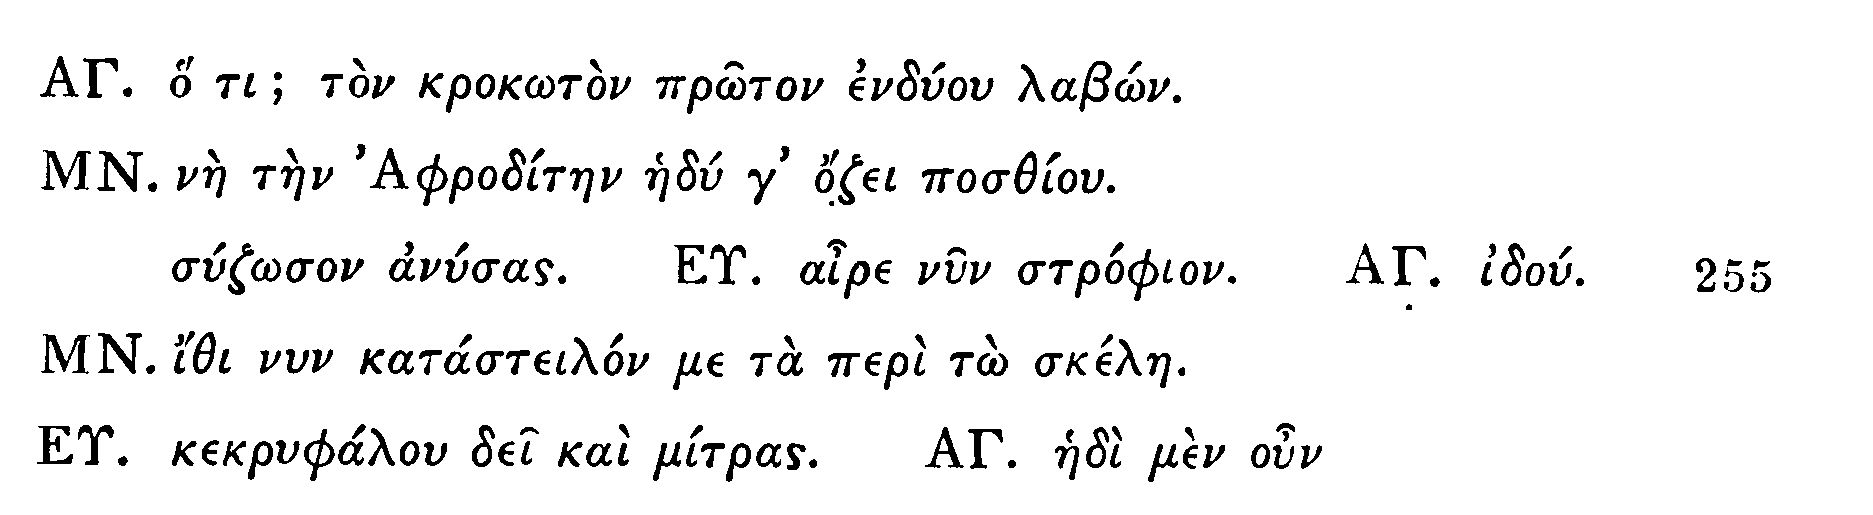 ΑΓ. ὅ τι; τὸν κροκωτὸν πρῶτον ἐνδύου λαβών.
ΜΝ. νὴ τὴν Ἀφροδίτην ἡδύ γ’ ὄζει ποσθίου.
σύζωσον ἀνύσας. ΕΥ. αἶρε νῦν στρόφιον. ΑΓ. ἰδού. 255
ΜΝ. ἴθι νυν κατάστειλόν με τὰ περὶ τὼ σκέλη.
ΕΥ. κεκρυφάλου δεῖ καὶ μίτρας. ΑΓ. ἡδὶ μὲν οὖν